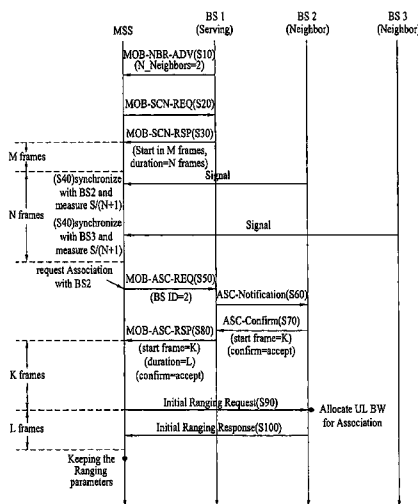 MSS
BS 1
(Serving)
BS 2
(Neighbor)
BS 3
(Neighbor)
MOB-NBR-ADV(S10)
(N_Neighbors=2)
MOB-SCN-REQ(S20)
MOB-SCN-RSP(S30)
M frames
(Start in M frames,
duration=N frames)
Signal
(S40)synchronize
with BS2 and
measure S/(N+1)
N frames
(S40)synchronize
with BS3 and
measure S/(N+1)
Signal
request Association
with BS2
MOB-ASC-REQ(S50)
(BS ID=2)
ASC-Notification(S60)
ASC-Confirm(S70)
MOB-ASC-RSP(S80)
(start frame=K)
(confirm=accept)
(start frame=K)
(duration=L)
(confirm=accept)
K frames
Initial Ranging Request(S90)
Allocate UL BW
for Association
L frames
Initial Ranging Response(S100)
Keeping the
Ranging
parameters